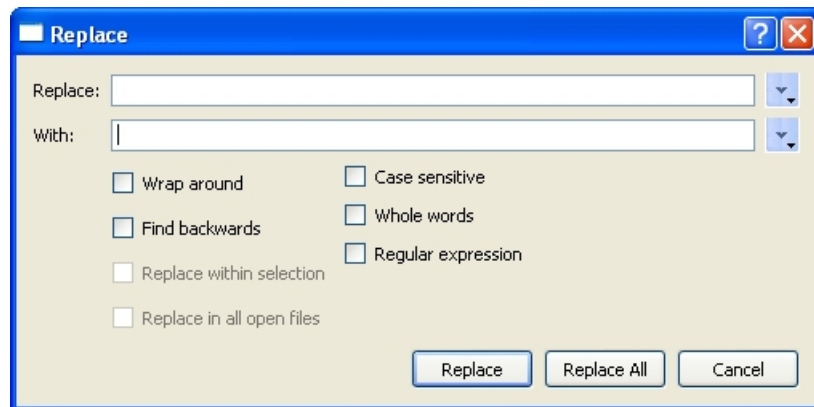 Replace
?
Replace:
With:
Wrap around
Case sensitive
Find backwards
Whole words
Regular expression
Replace within selection
Replace in all open files
Replace Replace All Cancel